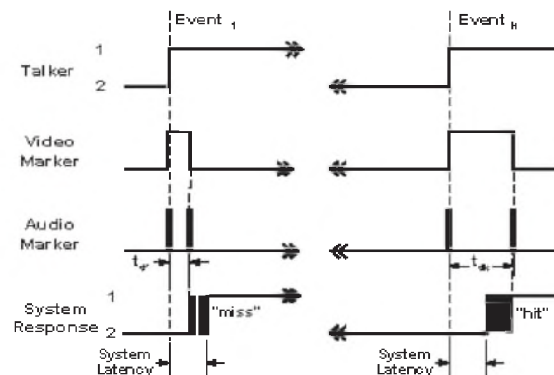 Event 1
Event k
1
Talker
2
Video
Marker
Audio
Marker
System
Response
1
2
"miss"
"hit"
System
Latency
System
Latency